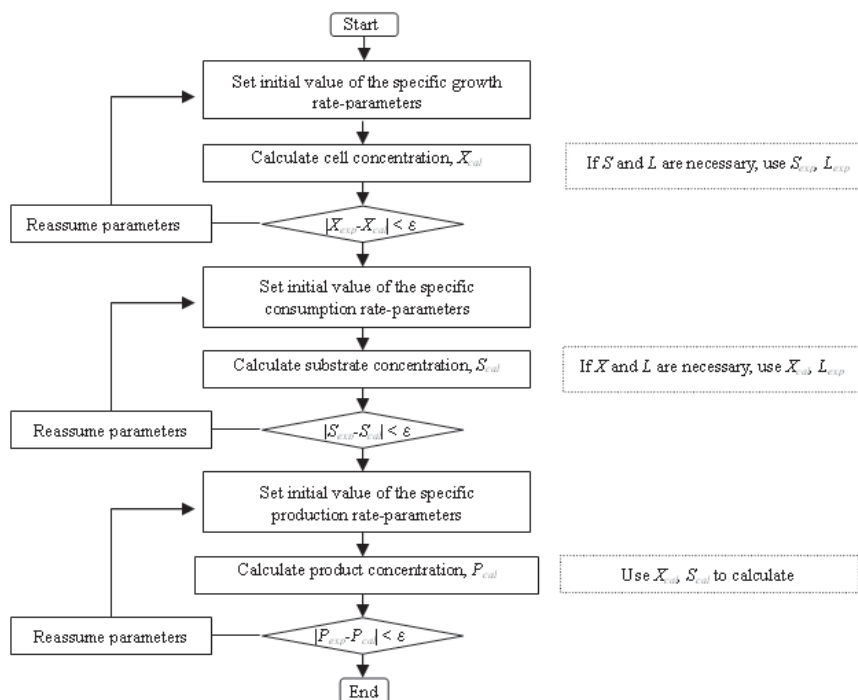 Start
Set initial value of the specific growth
rate-parameters
Calculate cell concentration, X_cal
If S and L are necessary, use S_exp, L_exp
Reassume parameters
|X_exp-X_cal| < ε
Set initial value of the specific
consumption rate-parameters
Calculate substrate concentration, S_cal
If X and L are necessary, use X_cal, L_exp
Reassume parameters
|S_exp-S_cal| < ε
Set initial value of the specific
production rate-parameters
Calculate product concentration, P_cal
Use X_cal, S_cal to calculate
Reassume parameters
|P_exp-P_cal| < ε
End